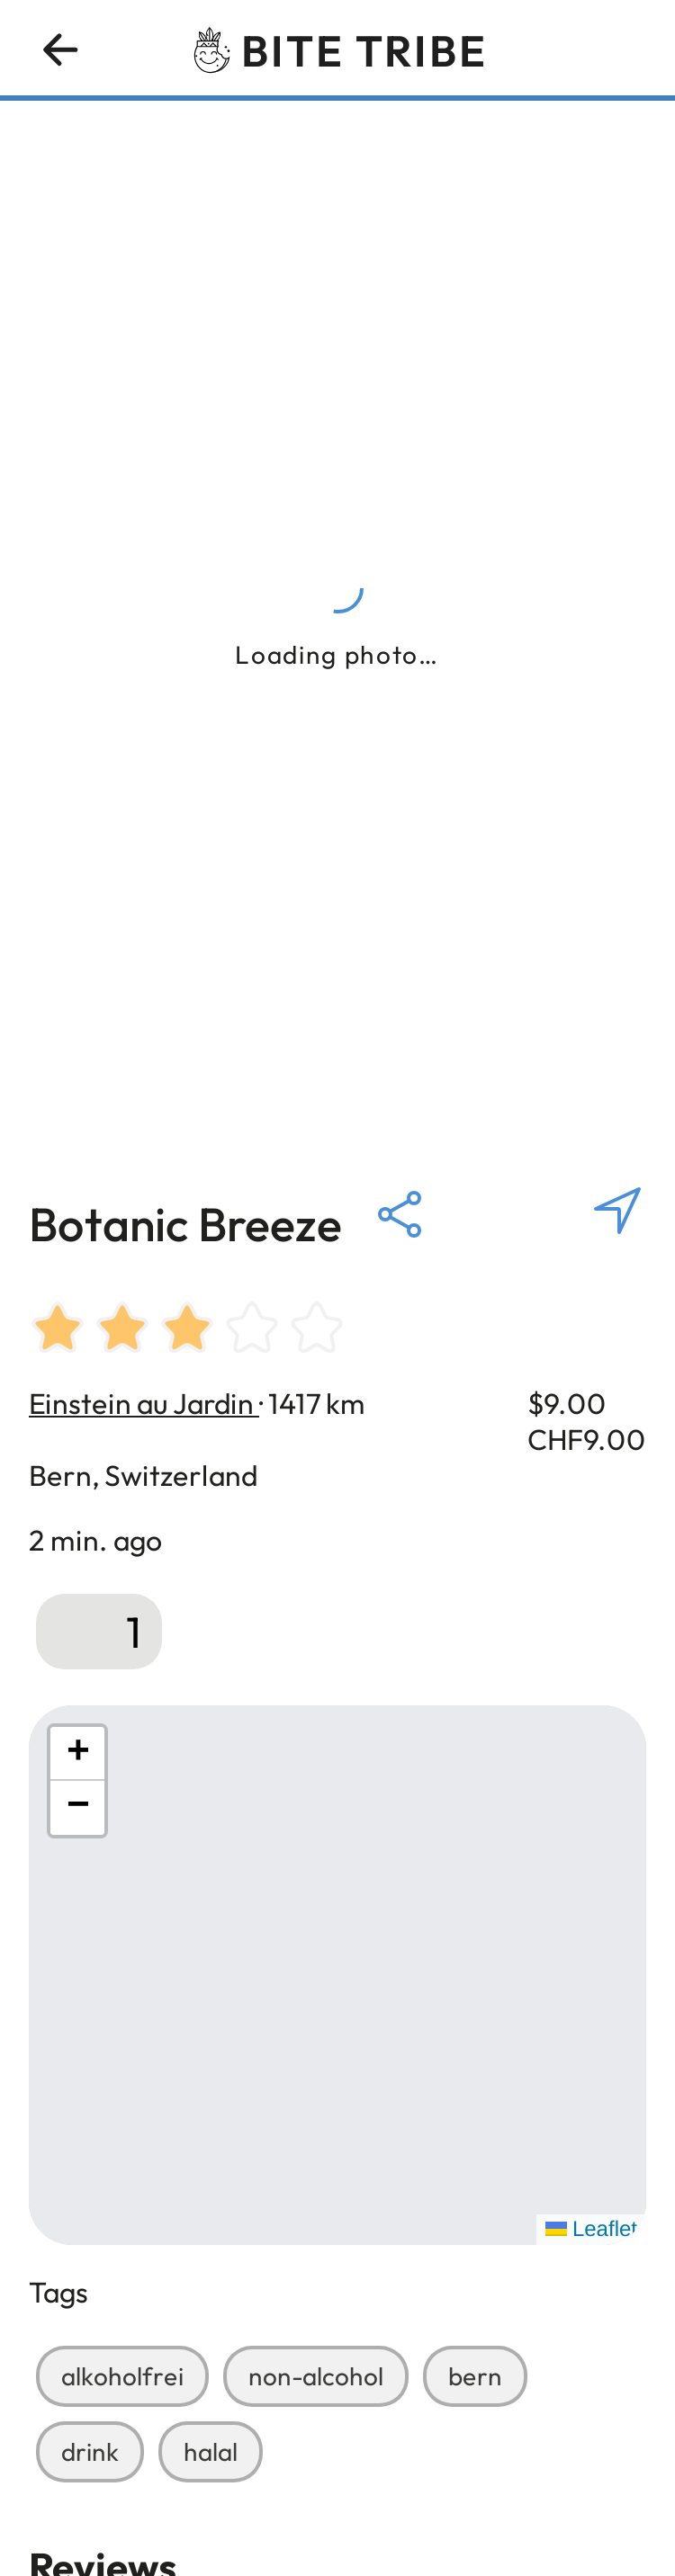 BITE TRIBE
Loading photo...
Botanic Breeze
Einstein au Jardin · 1417 km
$9.00
CHF9.00
Bern, Switzerland
2 min. ago
1
+
−
Leaflet
Tags
alkoholfrei non-alcohol bern
drink halal
Reviews